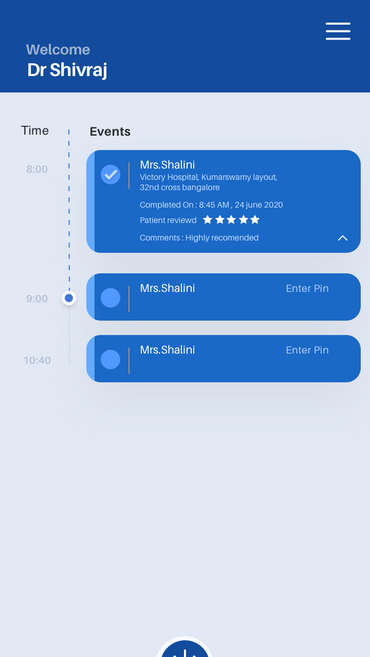 Welcome
Dr Shivraj
Time
Events
8:00
Mrs.Shalini
Victory Hospital, Kumarswamy layout,
32nd cross bangalore
Completed On : 8:45 AM , 24 june 2020
Patient reviewd
Comments : Highly recomended
9:00
Mrs.Shalini
Enter Pin
10:40
Mrs.Shalini
Enter Pin